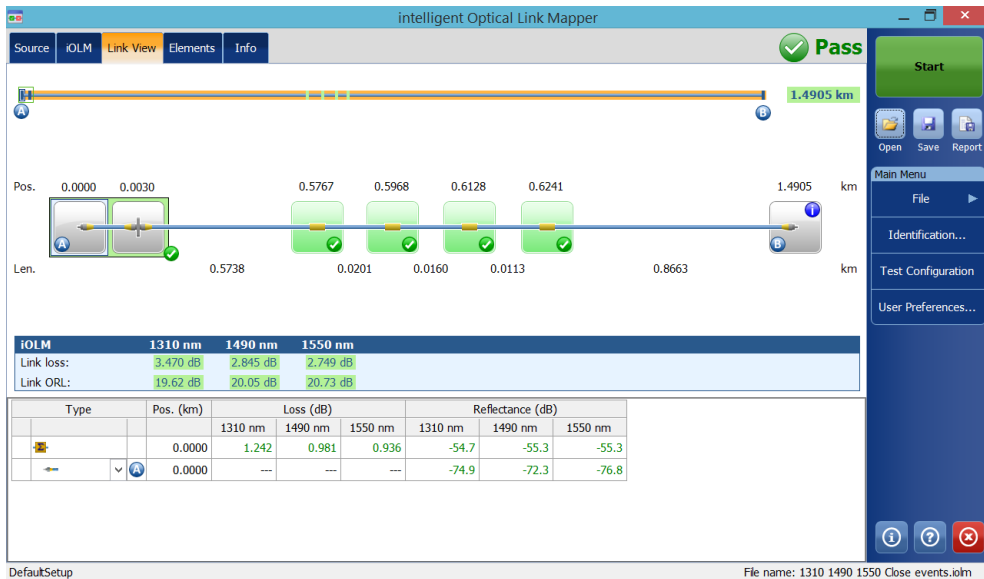 intelligent Optical Link Mapper
Source iOLM Link View Elements Info
Pass
Start
A B 1.4905 km
Open Save Report
Main Menu
File
Identification...
Test Configuration
User Preferences...
Pos. 0.0000 0.0030 0.5767 0.5968 0.6128 0.6241 1.4905 km
A B i
Len. 0.5738 0.0201 0.0160 0.0113 0.8663 km
iOLM 1310 nm 1490 nm 1550 nm
Link loss: 3.470 dB 2.845 dB 2.749 dB
Link ORL: 19.62 dB 20.05 dB 20.73 dB
Type Pos. (km) Loss (dB) Reflectance (dB)
1310 nm 1490 nm 1550 nm 1310 nm 1490 nm 1550 nm
Σ 0.0000 1.242 0.981 0.936 -54.7 -55.3 -55.3
A 0.0000 --- --- --- -74.9 -72.3 -76.8
DefaultSetup File name: 1310 1490 1550 Close events.iolm